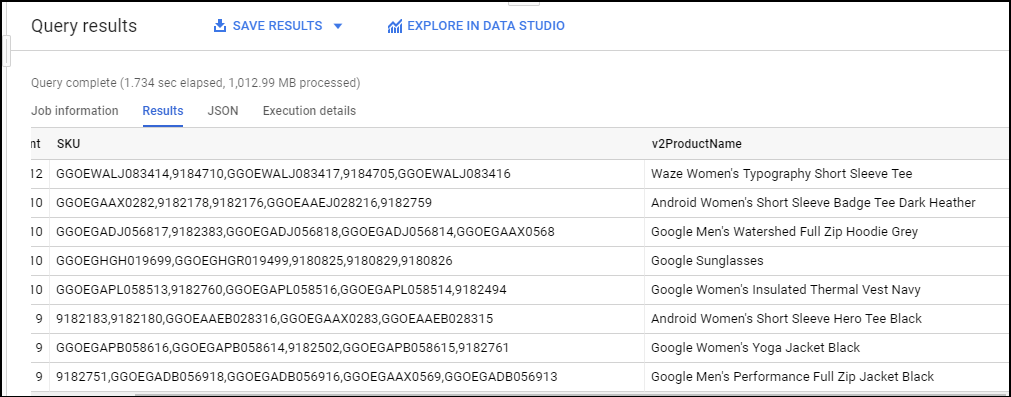 Query results SAVE RESULTS EXPLORE IN DATA STUDIO
Query complete (1.734 sec elapsed, 1,012.99 MB processed)
Job information Results JSON Execution details
nt SKU v2ProductName
12 GGOEWALJ083414,9184710,GGOEWALJ083417,9184705,GGOEWALJ083416 Waze Women's Typography Short Sleeve Tee
10 GGOEGAAX0282,9182178,9182176,GGOEAAEJ028216,9182759 Android Women's Short Sleeve Badge Tee Dark Heather
10 GGOEGADJ056817,9182383,GGOEGADJ056818,GGOEGADJ056814,GGOEGAAX0568 Google Men's Watershed Full Zip Hoodie Grey
10 GGOEGHGH019699,GGOEGHGR019499,9180825,9180829,9180826 Google Sunglasses
10 GGOEGAPL058513,9182760,GGOEGAPL058516,GGOEGAPL058514,9182494 Google Women's Insulated Thermal Vest Navy
9 9182183,9182180,GGOEAAEB028316,GGOEGAAX0283,GGOEAAEB028315 Android Women's Short Sleeve Hero Tee Black
9 GGOEGAPB058616,GGOEGAPB058614,9182502,GGOEGAPB058615,9182761 Google Women's Yoga Jacket Black
9 9182751,GGOEGADB056918,GGOEGADB056916,GGOEGAAX0569,GGOEGADB056913 Google Men's Performance Full Zip Jacket Black